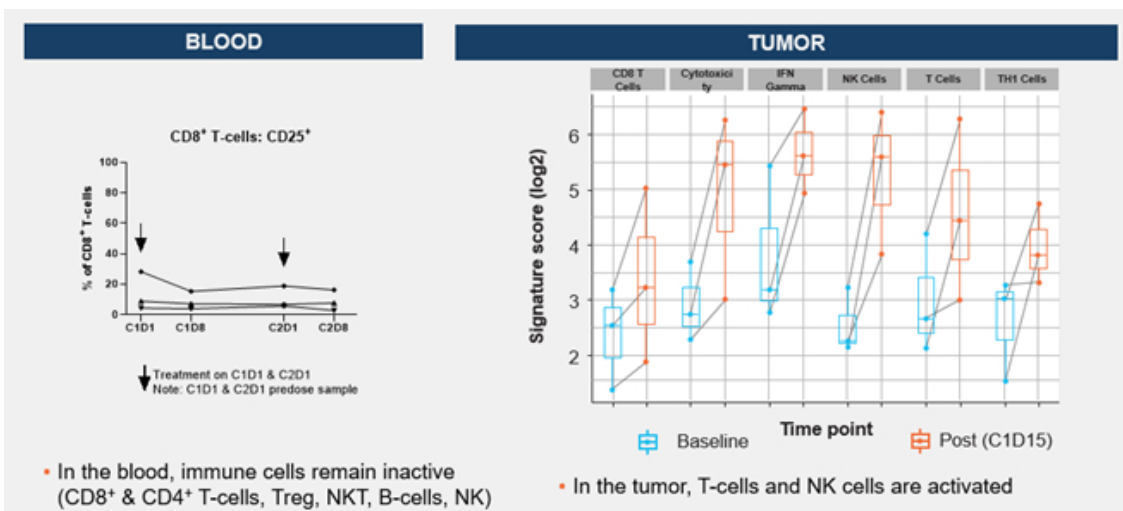 BLOOD
CD8⁺ T-cells: CD25⁺
% of CD8⁺ T-cells
100
80
60
40
20
0
C1D1
C1D8
C2D1
C2D8
Treatment on C1D1 & C2D1
Note: C1D1 & C2D1 predose sample
• In the blood, immune cells remain inactive
(CD8⁺ & CD4⁺ T-cells, Treg, NKT, B-cells, NK)
TUMOR
CD8 T
Cells
Cytotoxici
ty
IFN
Gamma
NK Cells
T Cells
TH1 Cells
Signature score (log2)
6
5
4
3
2
Time point
Baseline
Post (C1D15)
• In the tumor, T-cells and NK cells are activated